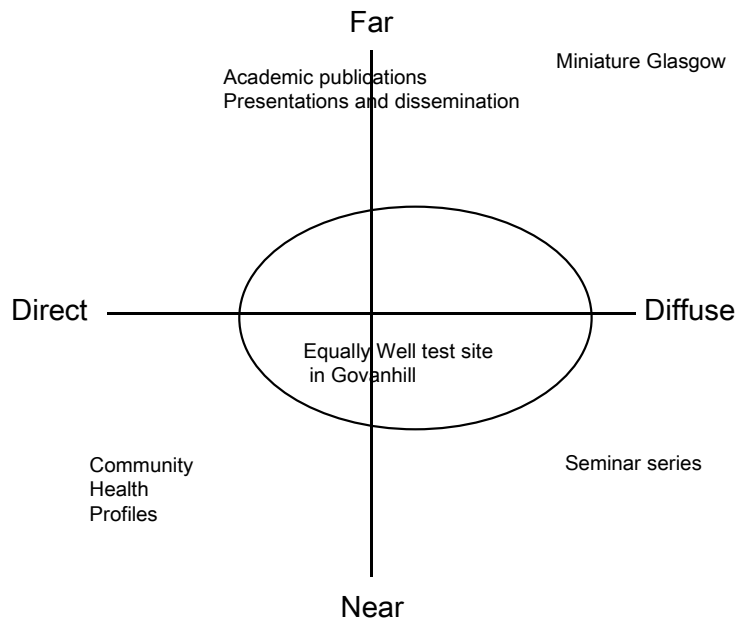 Far
Miniature Glasgow
Academic publications
Presentations and dissemination
Direct
Diffuse
Equally Well test site
in Govanhill
Community
Health
Profiles
Seminar series
Near